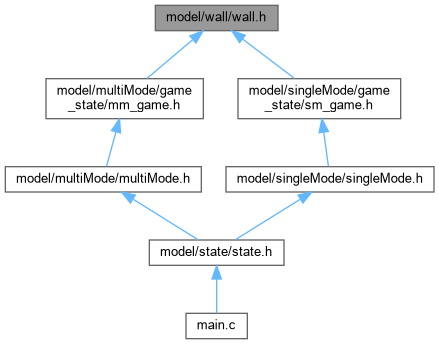 model/wall/wall.h
model/multiMode/game
_state/mm_game.h
model/singleMode/game
_state/sm_game.h
model/multiMode/multiMode.h
model/singleMode/singleMode.h
model/state/state.h
main.c